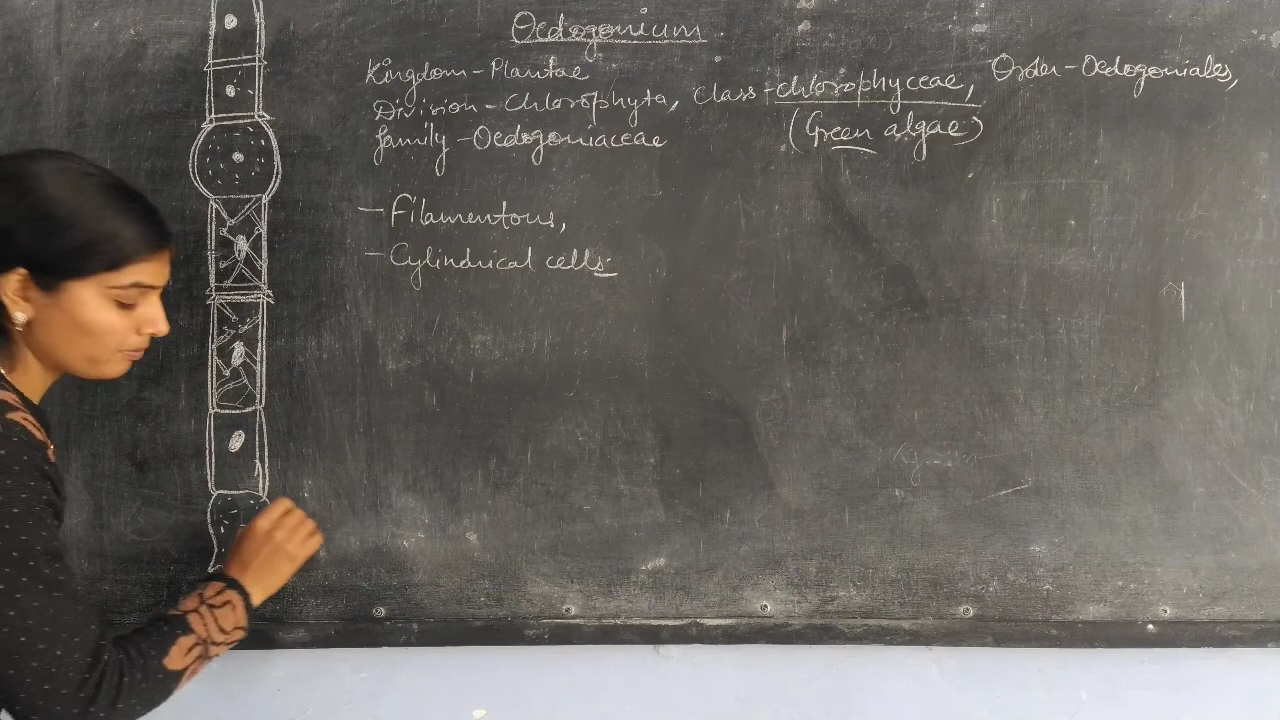 Oedogonium.
Kingdom - Plantae
Division - Chlorophyta, Class - chlorophyceae, Order - Oedogoniales,
family - Oedogoniaceae (Green algae)
- Filamentous,
- Cylindrical cells: